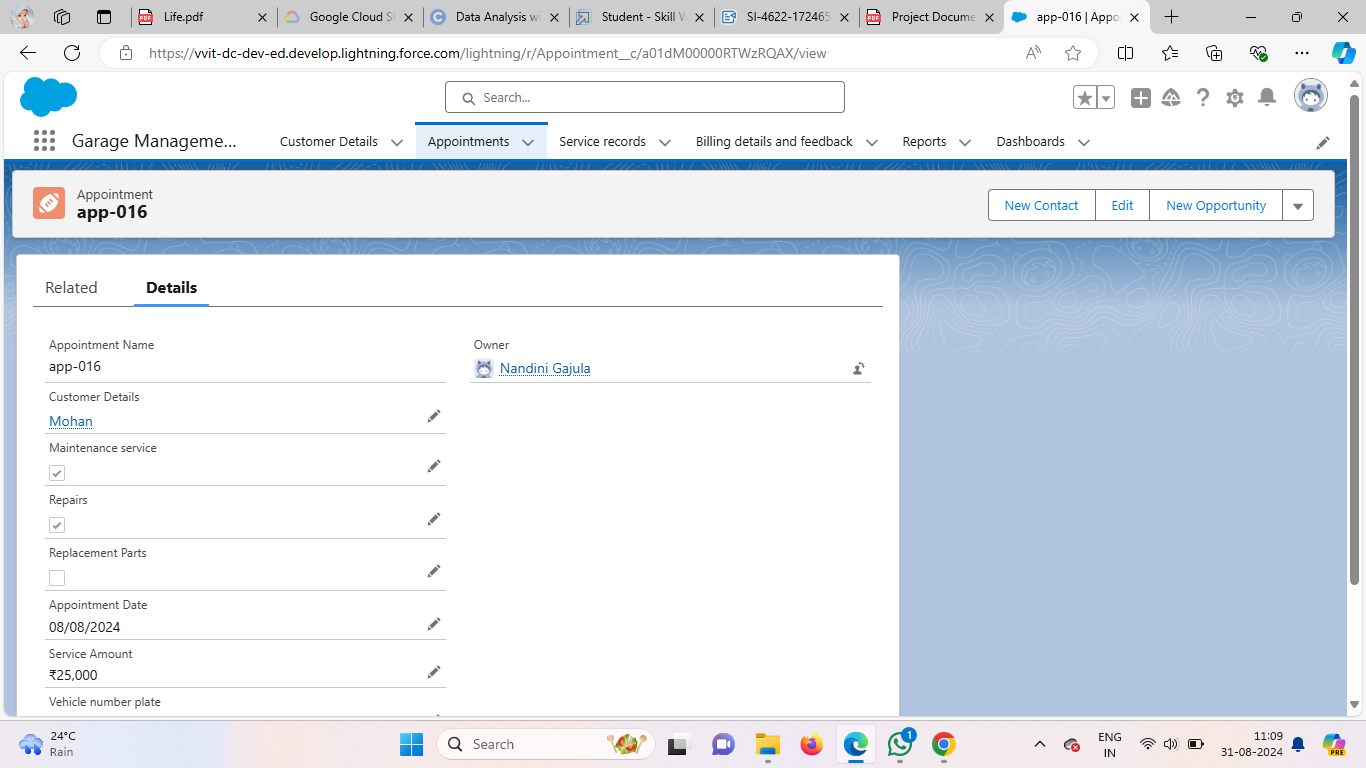 Life.pdf
Google Cloud S
Data Analysis wi
Student - Skill W
SI-4622-172465
Project Docume
app-016 | Appo
https://vvit-dc-dev-ed.develop.lightning.force.com/lightning/r/Appointment__c/a01dM00000RTWzRQAX/view
Search...
Garage Manageme...
Customer Details
Appointments
Service records
Billing details and feedback
Reports
Dashboards
Appointment
app-016
New Contact
Edit
New Opportunity
Related
Details
Appointment Name
app-016
Owner
Nandini Gajula
Customer Details
Mohan
Maintenance service
Repairs
Replacement Parts
Appointment Date
08/08/2024
Service Amount
₹25,000
Vehicle number plate
24°C
Rain
Search
1
ENG
IN
11:09
31-08-2024
PRE